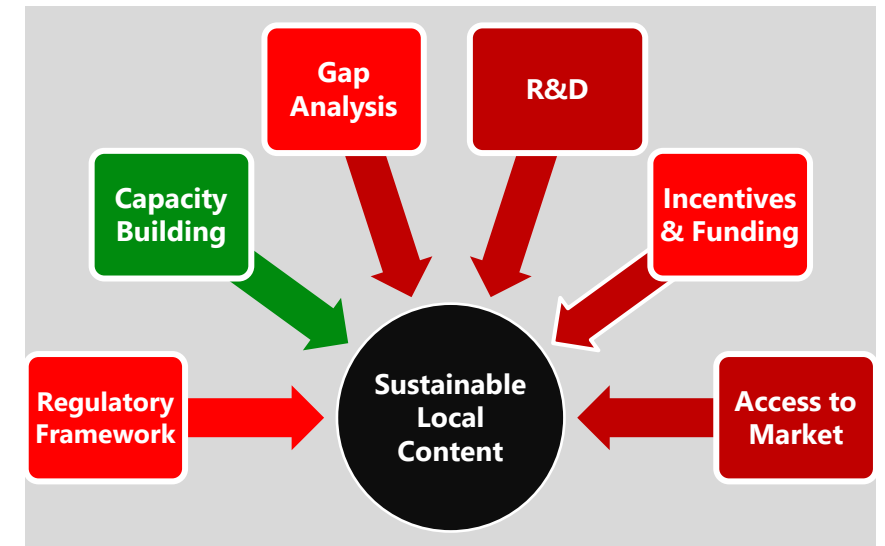 Gap
Analysis
R&D
Capacity
Building
Incentives
& Funding
Regulatory
Framework
Sustainable
Local
Content
Access to
Market